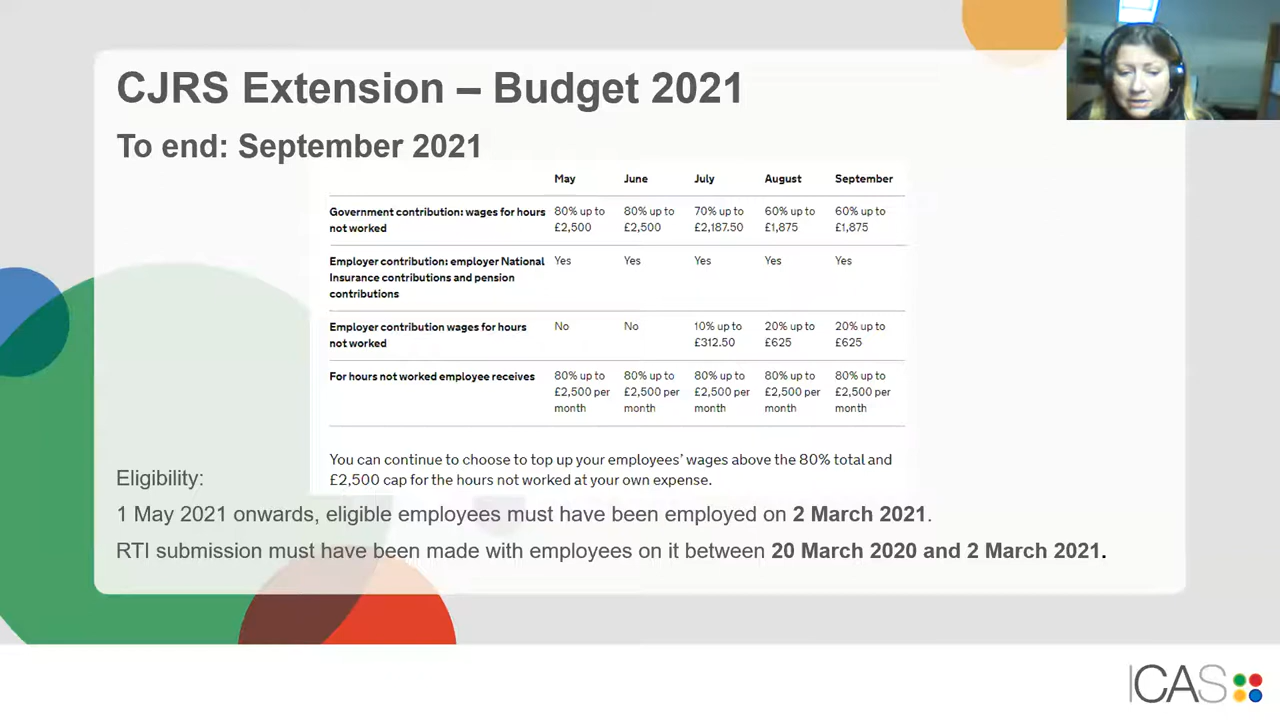 CJRS Extension – Budget 2021
To end: September 2021
May June July August September
Government contribution: wages for hours 80% up to 80% up to 70% up to 60% up to 60% up to
not worked £2,500 £2,500 £2,187.50 £1,875 £1,875
Employer contribution: employer National Yes Yes Yes Yes Yes
Insurance contributions and pension
contributions
Employer contribution wages for hours No No 10% up to 20% up to 20% up to
not worked £312.50 £625 £625
For hours not worked employee receives 80% up to 80% up to 80% up to 80% up to 80% up to
£2,500 per £2,500 per £2,500 per £2,500 per £2,500 per
month month month month month
You can continue to choose to top up your employees’ wages above the 80% total and
£2,500 cap for the hours not worked at your own expense.
Eligibility:
1 May 2021 onwards, eligible employees must have been employed on 2 March 2021.
RTI submission must have been made with employees on it between 20 March 2020 and 2 March 2021.
ICAS